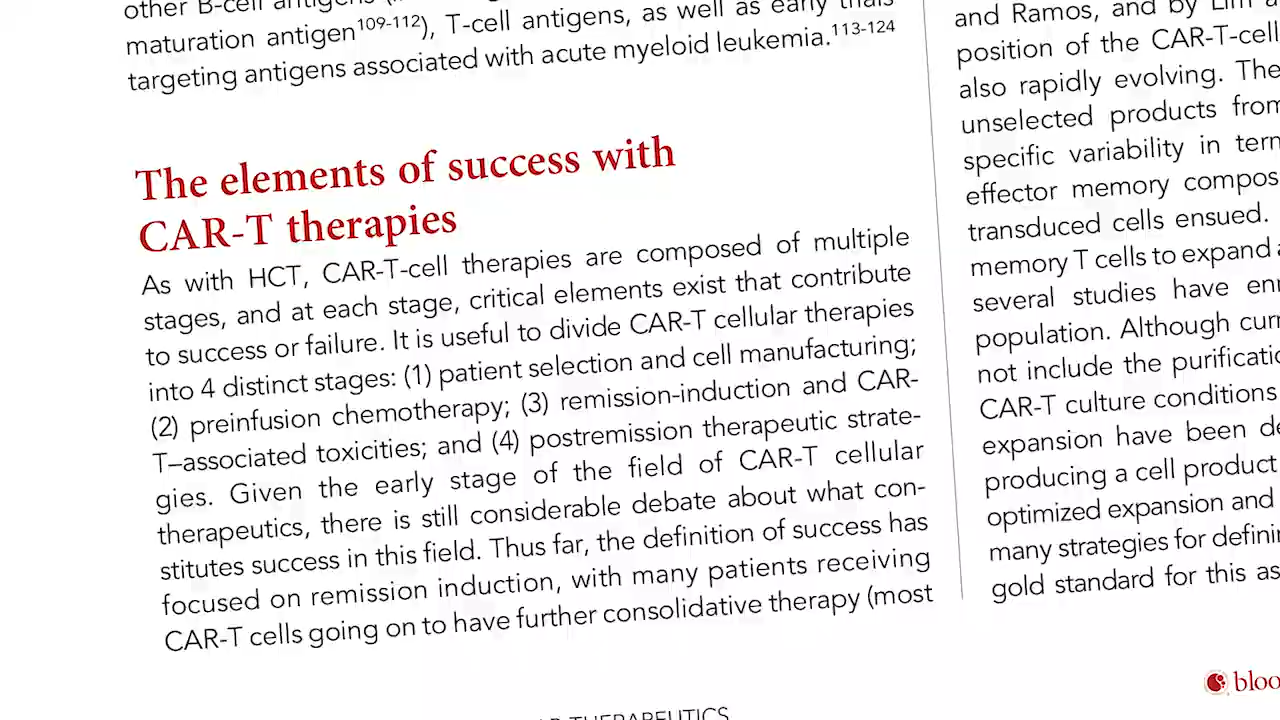 other B-cell antigens
maturation antigen109-112), T-cell antigens, as well as early trials
targeting antigens associated with acute myeloid leukemia.113-124
The elements of success with
CAR-T therapies
As with HCT, CAR-T-cell therapies are composed of multiple
stages, and at each stage, critical elements exist that contribute
to success or failure. It is useful to divide CAR-T cellular therapies
into 4 distinct stages: (1) patient selection and cell manufacturing;
(2) preinfusion chemotherapy; (3) remission-induction and CAR-
T–associated toxicities; and (4) postremission therapeutic strate-
gies. Given the early stage of the field of CAR-T cellular
therapeutics, there is still considerable debate about what con-
stitutes success in this field. Thus far, the definition of success has
focused on remission induction, with many patients receiving
CAR-T cells going on to have further consolidative therapy (most
and Ramos, and by Lim
position of the CAR-T-cell
also rapidly evolving. The
unselected products from
specific variability in
effector memory
transduced cells ensued.
memory T cells to expand
several studies have
population. Although
not include the
CAR-T culture conditions
expansion have been
producing a cell product
optimized expansion and
many strategies for
gold standard for this
THERAPEUTICS